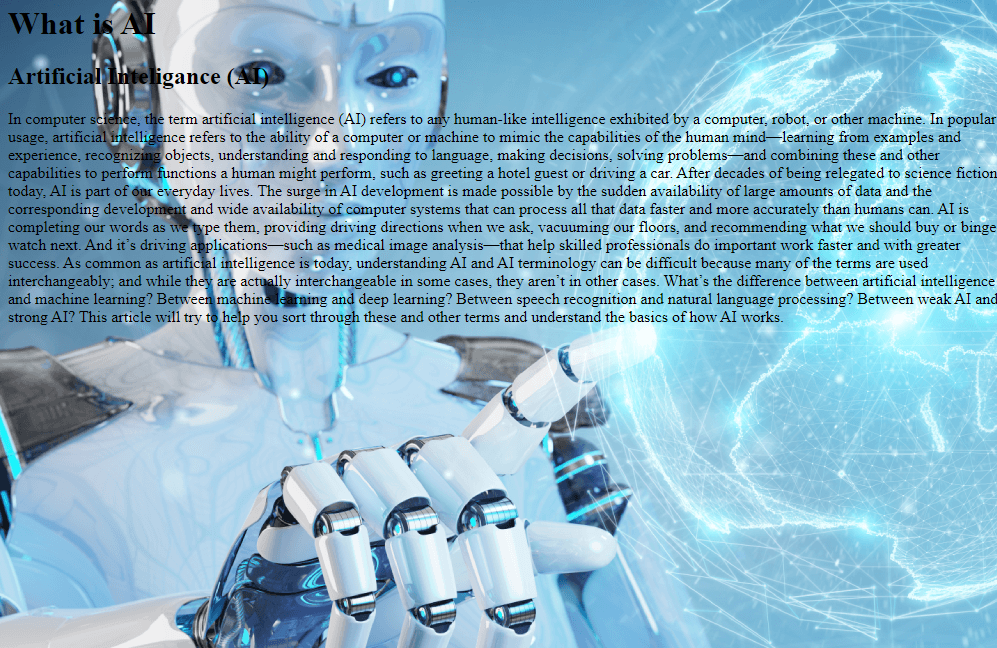 What is AI
Artificial Inteligance (AI)
In computer science, the term artificial intelligence (AI) refers to any human-like intelligence exhibited by a computer, robot, or other machine. In popular
usage, artificial intelligence refers to the ability of a computer or machine to mimic the capabilities of the human mind—learning from examples and
experience, recognizing objects, understanding and responding to language, making decisions, solving problems—and combining these and other
capabilities to perform functions a human might perform, such as greeting a hotel guest or driving a car. After decades of being relegated to science fiction,
today, AI is part of our everyday lives. The surge in AI development is made possible by the sudden availability of large amounts of data and the
corresponding development and wide availability of computer systems that can process all that data faster and more accurately than humans can. AI is
completing our words as we type them, providing driving directions when we ask, vacuuming our floors, and recommending what we should buy or binge-
watch next. And it’s driving applications—such as medical image analysis—that help skilled professionals do important work faster and with greater
success. As common as artificial intelligence is today, understanding AI and AI terminology can be difficult because many of the terms are used
interchangeably; and while they are actually interchangeable in some cases, they aren’t in other cases. What’s the difference between artificial intelligence
and machine learning? Between machine learning and deep learning? Between speech recognition and natural language processing? Between weak AI and
strong AI? This article will try to help you sort through these and other terms and understand the basics of how AI works.